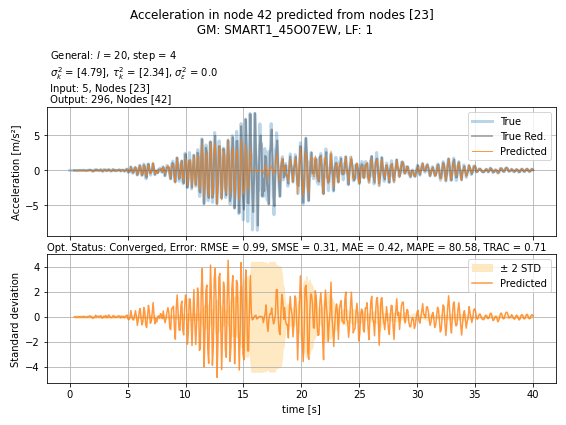 Acceleration in node 42 predicted from nodes [23]
GM: SMART1_45O07EW, LF: 1
General: l = 20, step = 4
σ²ₖ = [4.79], τ²ₖ = [2.34], σ²ε = 0.0
Input: 5, Nodes [23]
Output: 296, Nodes [42]
True
True Red.
Predicted
Acceleration [m/s²]
5
0
−5
Opt. Status: Converged, Error: RMSE = 0.99, SMSE = 0.31, MAE = 0.42, MAPE = 80.58, TRAC = 0.71
± 2 STD
Predicted
Standard deviation
4
2
0
−2
−4
0 5 10 15 20 25 30 35 40
time [s]